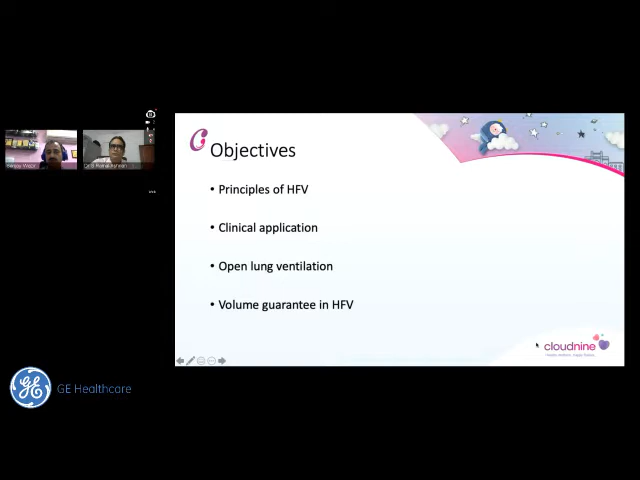 Objectives
• Principles of HFV
• Clinical application
• Open lung ventilation
• Volume guarantee in HFV
cloudnine
GE Healthcare